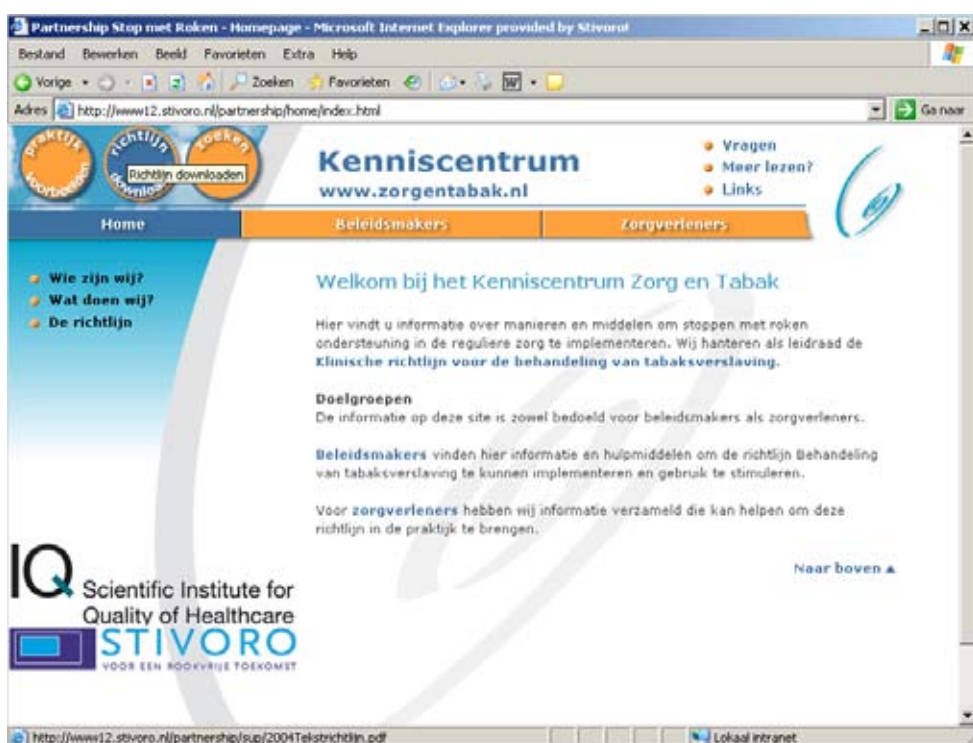 Partnership Stop met Roken - Homepage - Microsoft Internet Explorer provided by Stivoro!
Bestand Bewerken Beeld Favorieten Extra Help
Vorige Zoeken Favorieten
Adres http://www12.stivoro.nl/partnership/home/index.html Ga naar
praktijk voorbeelden
richtlijn downloaden
zoeken
Richtlijn downloaden
Kenniscentrum
www.zorgentabak.nl
Vragen
Meer lezen?
Links
Home Beleidsmakers Zorgverleners
Wie zijn wij?
Wat doen wij?
De richtlijn
Welkom bij het Kenniscentrum Zorg en Tabak
Hier vindt u informatie over manieren en middelen om stoppen met roken
ondersteuning in de reguliere zorg te implementeren. Wij hanteren als leidraad de
Klinische richtlijn voor de behandeling van tabaksverslaving.
Doelgroepen
De informatie op deze site is zowel bedoeld voor beleidsmakers als zorgverleners.
Beleidsmakers vinden hier informatie en hulpmiddelen om de richtlijn Behandeling
van tabaksverslaving te kunnen implementeren en gebruik te stimuleren.
Voor zorgverleners hebben wij informatie verzameld die kan helpen om deze
richtlijn in de praktijk te brengen.
Naar boven ▲
IQ Scientific Institute for
Quality of Healthcare
STIVORO
VOOR EEN ROOKVRIJE TOEKOMST
http://www12.stivoro.nl/partnership/sup/2004Tekstrichtlijn.pdf Lokaal intranet